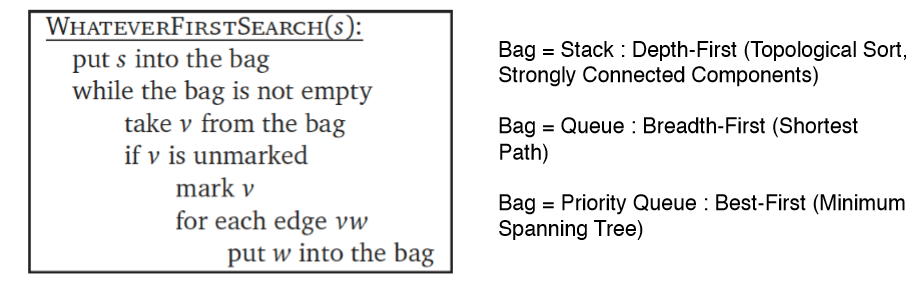 WHATEVERFIRSTSEARCH(s):
put s into the bag
while the bag is not empty
take v from the bag
if v is unmarked
mark v
for each edge vw
put w into the bag
Bag = Stack : Depth-First (Topological Sort,
Strongly Connected Components)
Bag = Queue : Breadth-First (Shortest
Path)
Bag = Priority Queue : Best-First (Minimum
Spanning Tree)